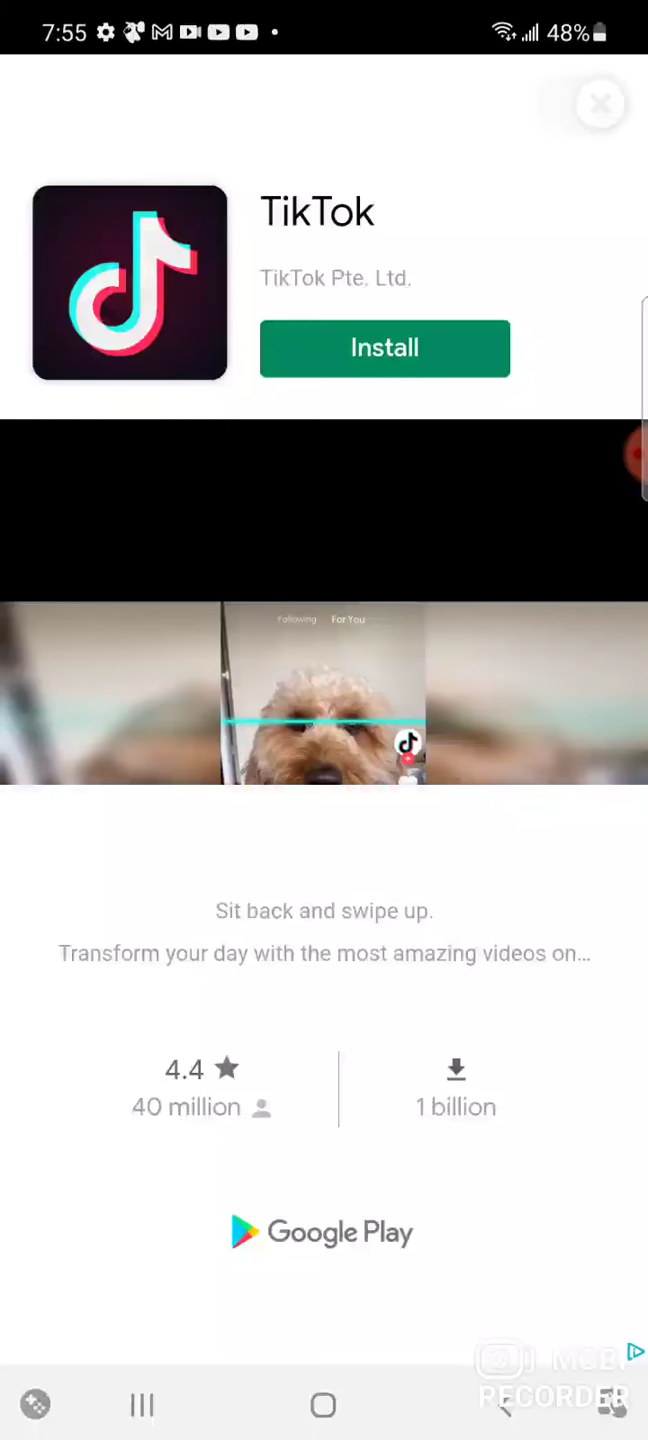 7:55
48%
TikTok
TikTok Pte. Ltd.
Install
Following For You
Sit back and swipe up.
Transform your day with the most amazing videos on...
4.4
40 million
1 billion
Google Play
RECORDER